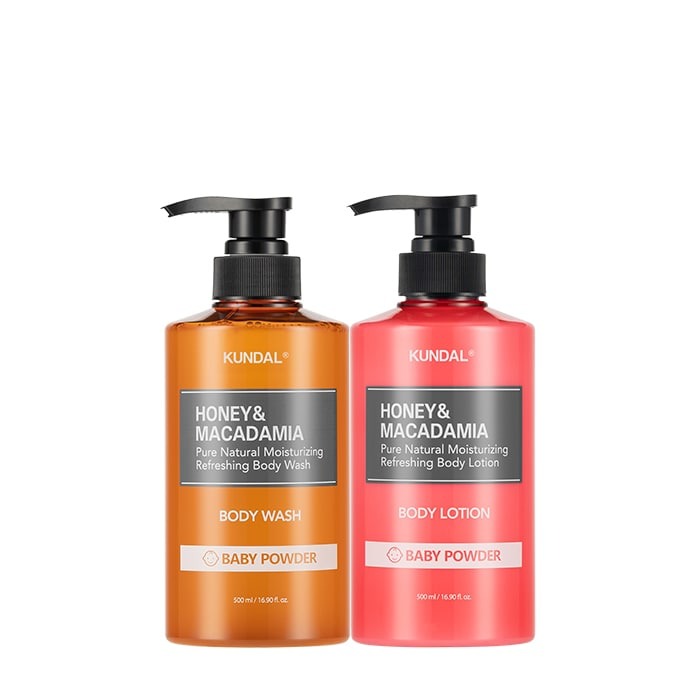 KUNDAL®
HONEY&
MACADAMIA
Pure Natural Moisturizing
Refreshing Body Wash
BODY WASH
BABY POWDER
500 ml / 16.90 fl. oz.
KUNDAL®
HONEY&
MACADAMIA
Pure Natural Moisturizing
Refreshing Body Lotion
BODY LOTION
BABY POWDER
500 ml / 16.90 fl. oz.